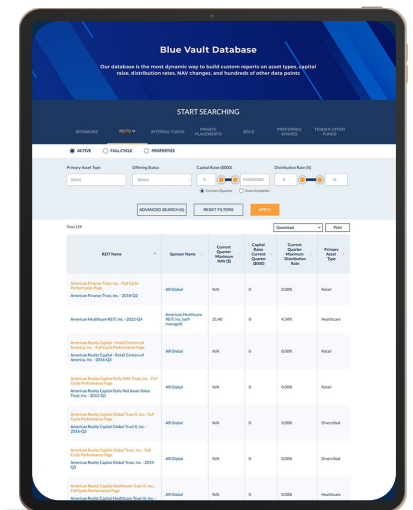 Blue Vault Database
Our database is the most dynamic way to build custom reports on asset types, capital
raise, distribution rates, NAV changes, and hundreds of other data points
START SEARCHING
SPONSORS REITS INTERVAL FUNDS PRIVATE PLACEMENTS BDCS PREFERRED SHARES TENDER OFFER FUNDS
ACTIVE FULL CYCLE PROPERTIES
Primary Asset Type Offering Status Capital Raise ($000) Distribution Rate (%)
Select Select 0 0 15
Current Quarter Since Inception
ADVANCED SEARCH(S) RESET FILTERS APPLY
Total 129 Download Print
REIT Name Sponsor Name Current Quarter Maximum NAV ($) Capital Raise Current Quarter ($000) Current Quarter Maximum Distribution Rate Primary Asset Type
American Finance Trust, Inc. - Full Cycle
Performance Page
American Finance Trust, Inc. - 2018-Q2 AR Global N/A 0 0.00% Retail
American Healthcare REIT, Inc. - 2022-Q4 American Healthcare REIT, Inc. (self-managed) 31.40 0 4.34% Healthcare
American Realty Capital - Retail Centers of
America, Inc. - Full Cycle Performance Page
American Realty Capital - Retail Centers of
America, Inc. - 2016-Q3 AR Global N/A 0 0.00% Retail
American Realty Capital Daily NAV Trust, Inc. - Full
Cycle Performance Page
American Realty Capital Daily Net Asset Value
Trust, Inc. - 2015-Q2 AR Global N/A 0 0.00% Retail
American Realty Capital Global Trust II, Inc. - Full
Cycle Performance Page
American Realty Capital Global Trust II, Inc. -
2016-Q3 AR Global N/A 0 0.00% Diversified
American Realty Capital Global Trust, Inc. - Full
Cycle Performance Page
American Realty Capital Global Trust, Inc. - 2014-
Q3 AR Global N/A 0 0.00% Diversified
American Realty Capital Healthcare Trust III, Inc. -
Full Cycle Performance Page
American Realty Capital Healthcare Trust III, Inc. - AR Global N/A 0 0.00% Healthcare